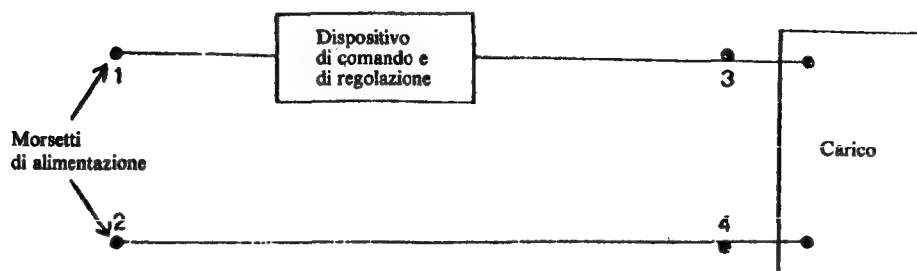 Dispositivo
di comando e
di regolazione
1
3
Morsetti
di alimentazione
Carico
2
4